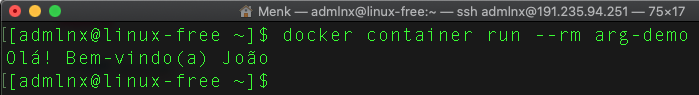 Menk — admlnx@linux-free:~ — ssh admlnx@191.235.94.251 — 75×17
[[admlnx@linux-free ~]$ docker container run --rm arg-demo
Olá! Bem-vindo(a) João
[admlnx@linux-free ~]$